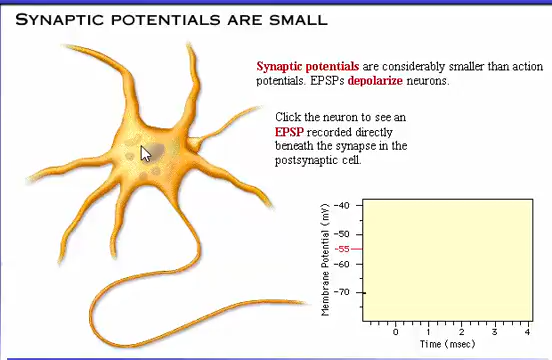 SYNAPTIC POTENTIALS ARE SMALL
Synaptic potentials are considerably smaller than action
potentials. EPSPs depolarize neurons.
Click the neuron to see an
EPSP recorded directly
beneath the synapse in the
postsynaptic cell.
Membrane Potential (mV)
-40
-50
-55
-60
-70
0 1 2 3 4
Time (msec)